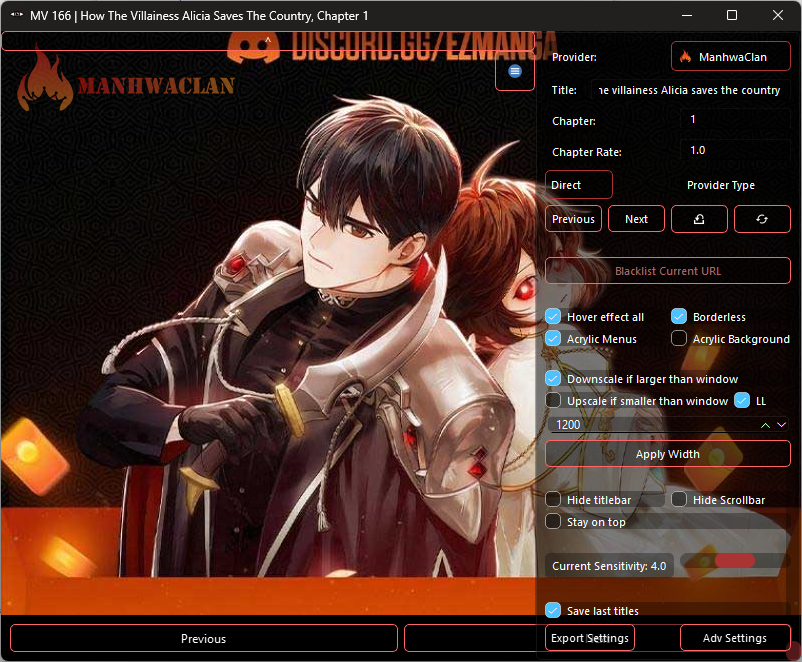 MV 166 | How The Villainess Alicia Saves The Country, Chapter 1
DISCORD.GG/EZMANGA
MANHWACLAN
Provider:
ManhwaClan
Title:
he villainess Alicia saves the country
Chapter:
1
Chapter Rate:
1.0
Direct
Provider Type
Previous
Next
Blacklist Current URL
Hover effect all
Borderless
Acrylic Menus
Acrylic Background
Downscale if larger than window
Upscale if smaller than window
LL
1200
Apply Width
Hide titlebar
Hide Scrollbar
Stay on top
Current Sensitivity: 4.0
Save last titles
Previous
Export Settings
Adv Settings